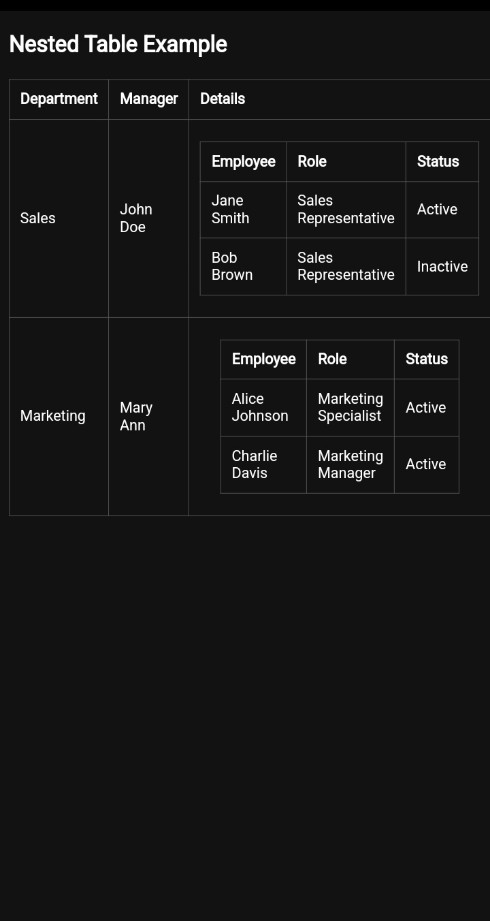 Nested Table Example
Department Manager Details
Sales
John
Doe
Employee Role Status
Jane
Smith
Sales
Representative
Active
Bob
Brown
Sales
Representative
Inactive
Marketing
Mary
Ann
Employee Role Status
Alice
Johnson
Marketing
Specialist
Active
Charlie
Davis
Marketing
Manager
Active